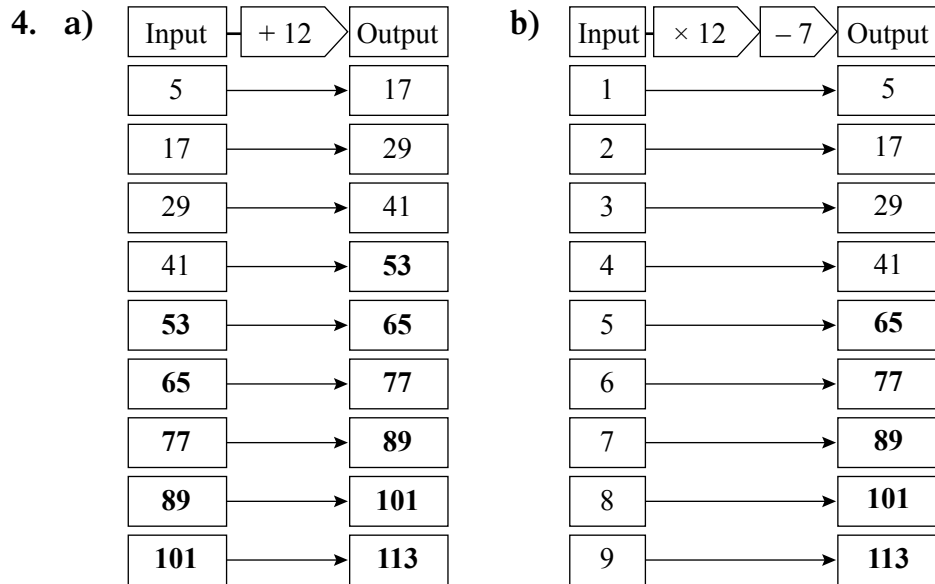 4. a) Input + 12 Output b) Input × 12 – 7 Output
5 17 1 5
17 29 2 17
29 41 3 29
41 53 4 41
53 65 5 65
65 77 6 77
77 89 7 89
89 101 8 101
101 113 9 113